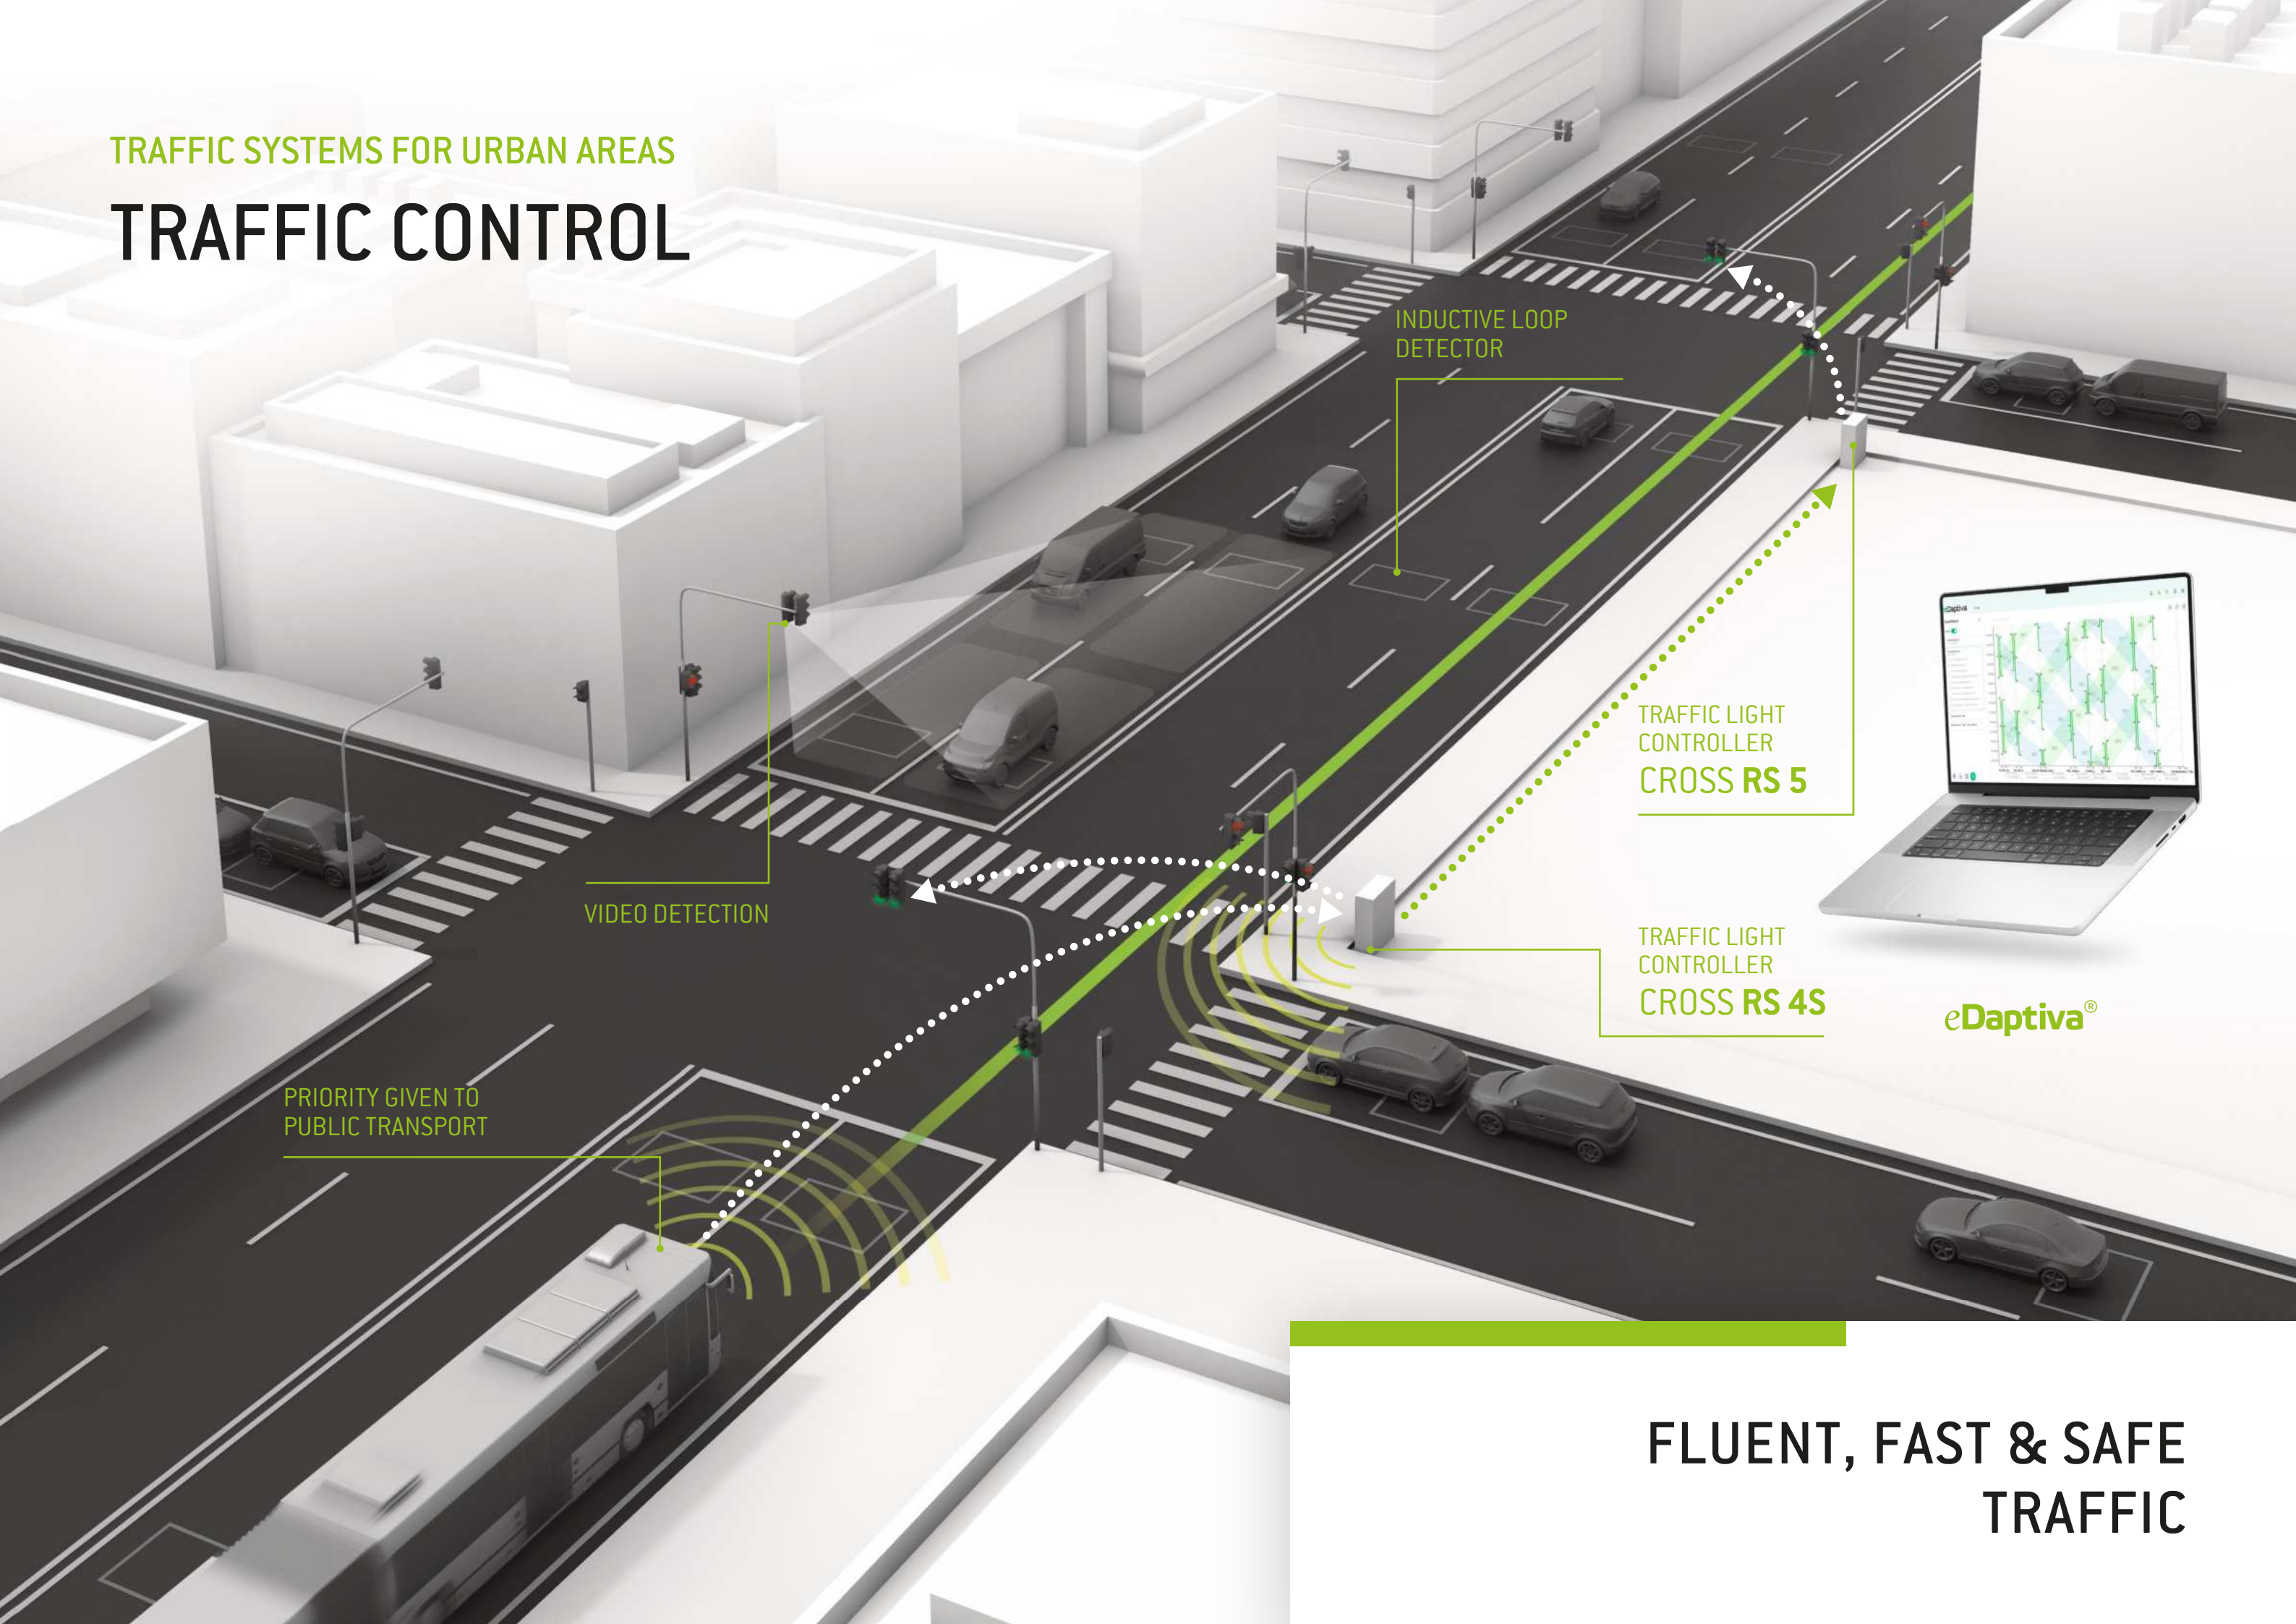 TRAFFIC SYSTEMS FOR URBAN AREAS
TRAFFIC CONTROL
INDUCTIVE LOOP
DETECTOR
TRAFFIC LIGHT
CONTROLLER
CROSS RS 5
VIDEO DETECTION
TRAFFIC LIGHT
CONTROLLER
CROSS RS 4S
eDaptiva
eDaptiva®
PRIORITY GIVEN TO
PUBLIC TRANSPORT
FLUENT, FAST & SAFE
TRAFFIC